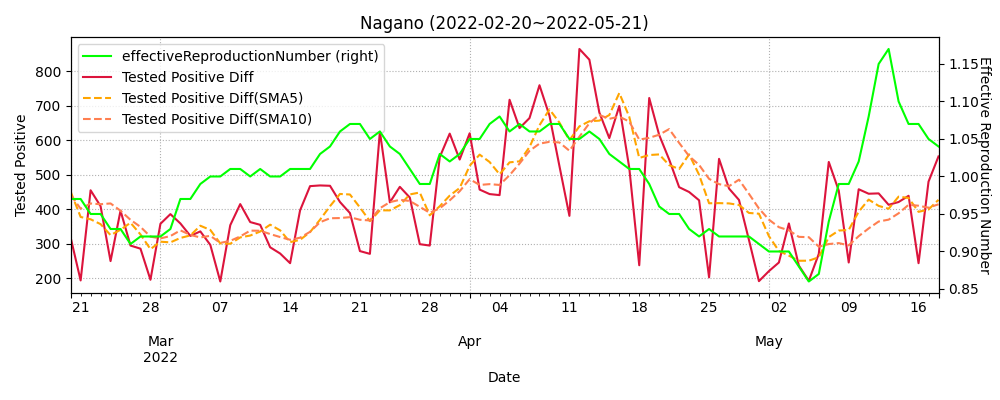 Nagano (2022-02-20~2022-05-21)
effectiveReproductionNumber (right)
Tested Positive Diff
Tested Positive Diff(SMA5)
Tested Positive Diff(SMA10)
Tested Positive
800
700
600
500
400
300
200
Effective Reproduction Number
1.15
1.10
1.05
1.00
0.95
0.90
0.85
21 28 07 14 21 28 04 11 18 25 02 09 16
Mar Apr May
2022
Date